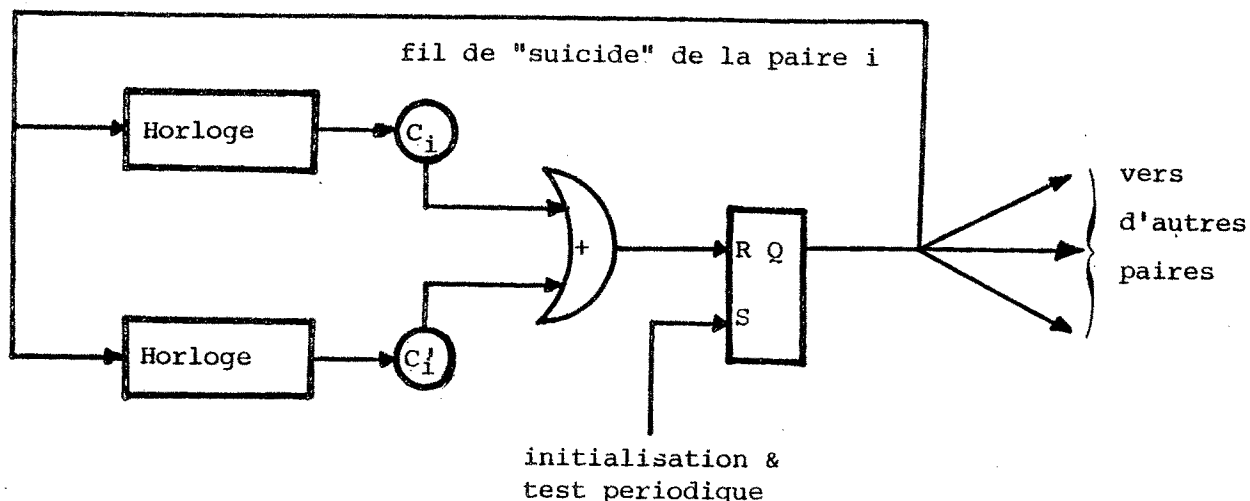 fil de "suicide" de la paire i
Horloge
C_i
vers
d'autres
paires
+
R Q
S
Horloge
C'_i
initialisation &
test periodique